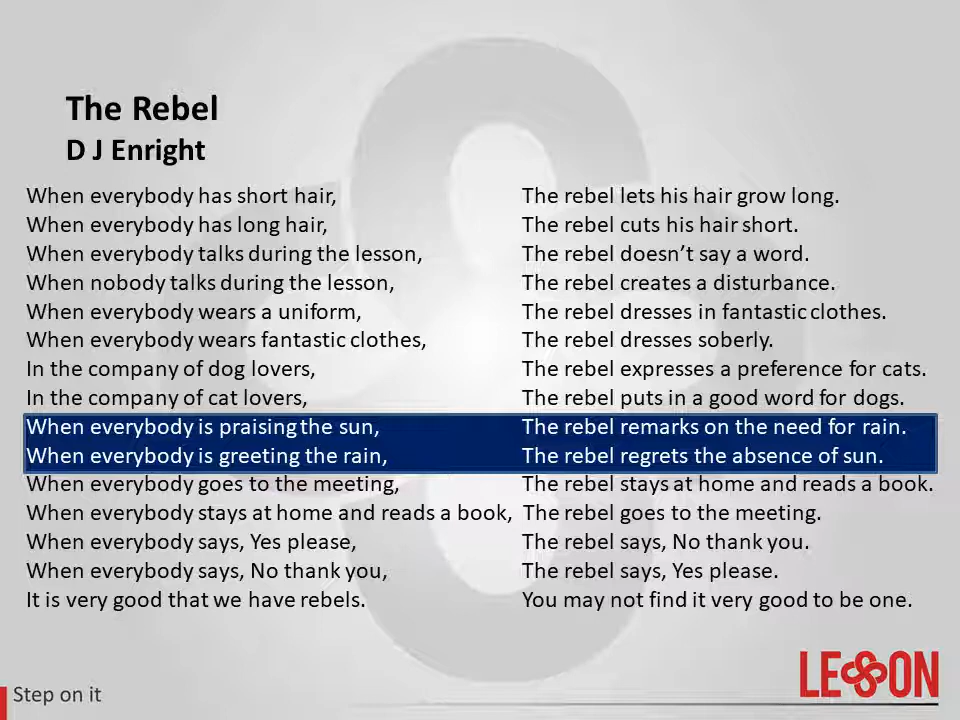 The Rebel
D J Enright
When everybody has short hair, The rebel lets his hair grow long.
When everybody has long hair, The rebel cuts his hair short.
When everybody talks during the lesson, The rebel doesn't say a word.
When nobody talks during the lesson, The rebel creates a disturbance.
When everybody wears a uniform, The rebel dresses in fantastic clothes.
When everybody wears fantastic clothes, The rebel dresses soberly.
In the company of dog lovers, The rebel expresses a preference for cats.
In the company of cat lovers, The rebel puts in a good word for dogs.
When everybody is praising the sun, The rebel remarks on the need for rain.
When everybody is greeting the rain, The rebel regrets the absence of sun.
When everybody goes to the meeting, The rebel stays at home and reads a book.
When everybody stays at home and reads a book, The rebel goes to the meeting.
When everybody says, Yes please, The rebel says, No thank you.
When everybody says, No thank you, The rebel says, Yes please.
It is very good that we have rebels. You may not find it very good to be one.
LESSON
Step on it